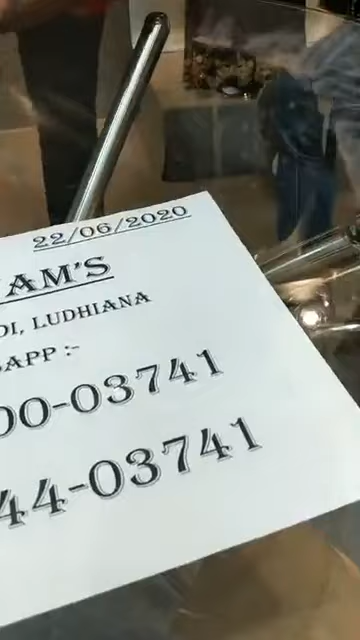 22/06/2020
AM'S
DI, LUDHIANA
SAPP :-
00-03741
44-03741